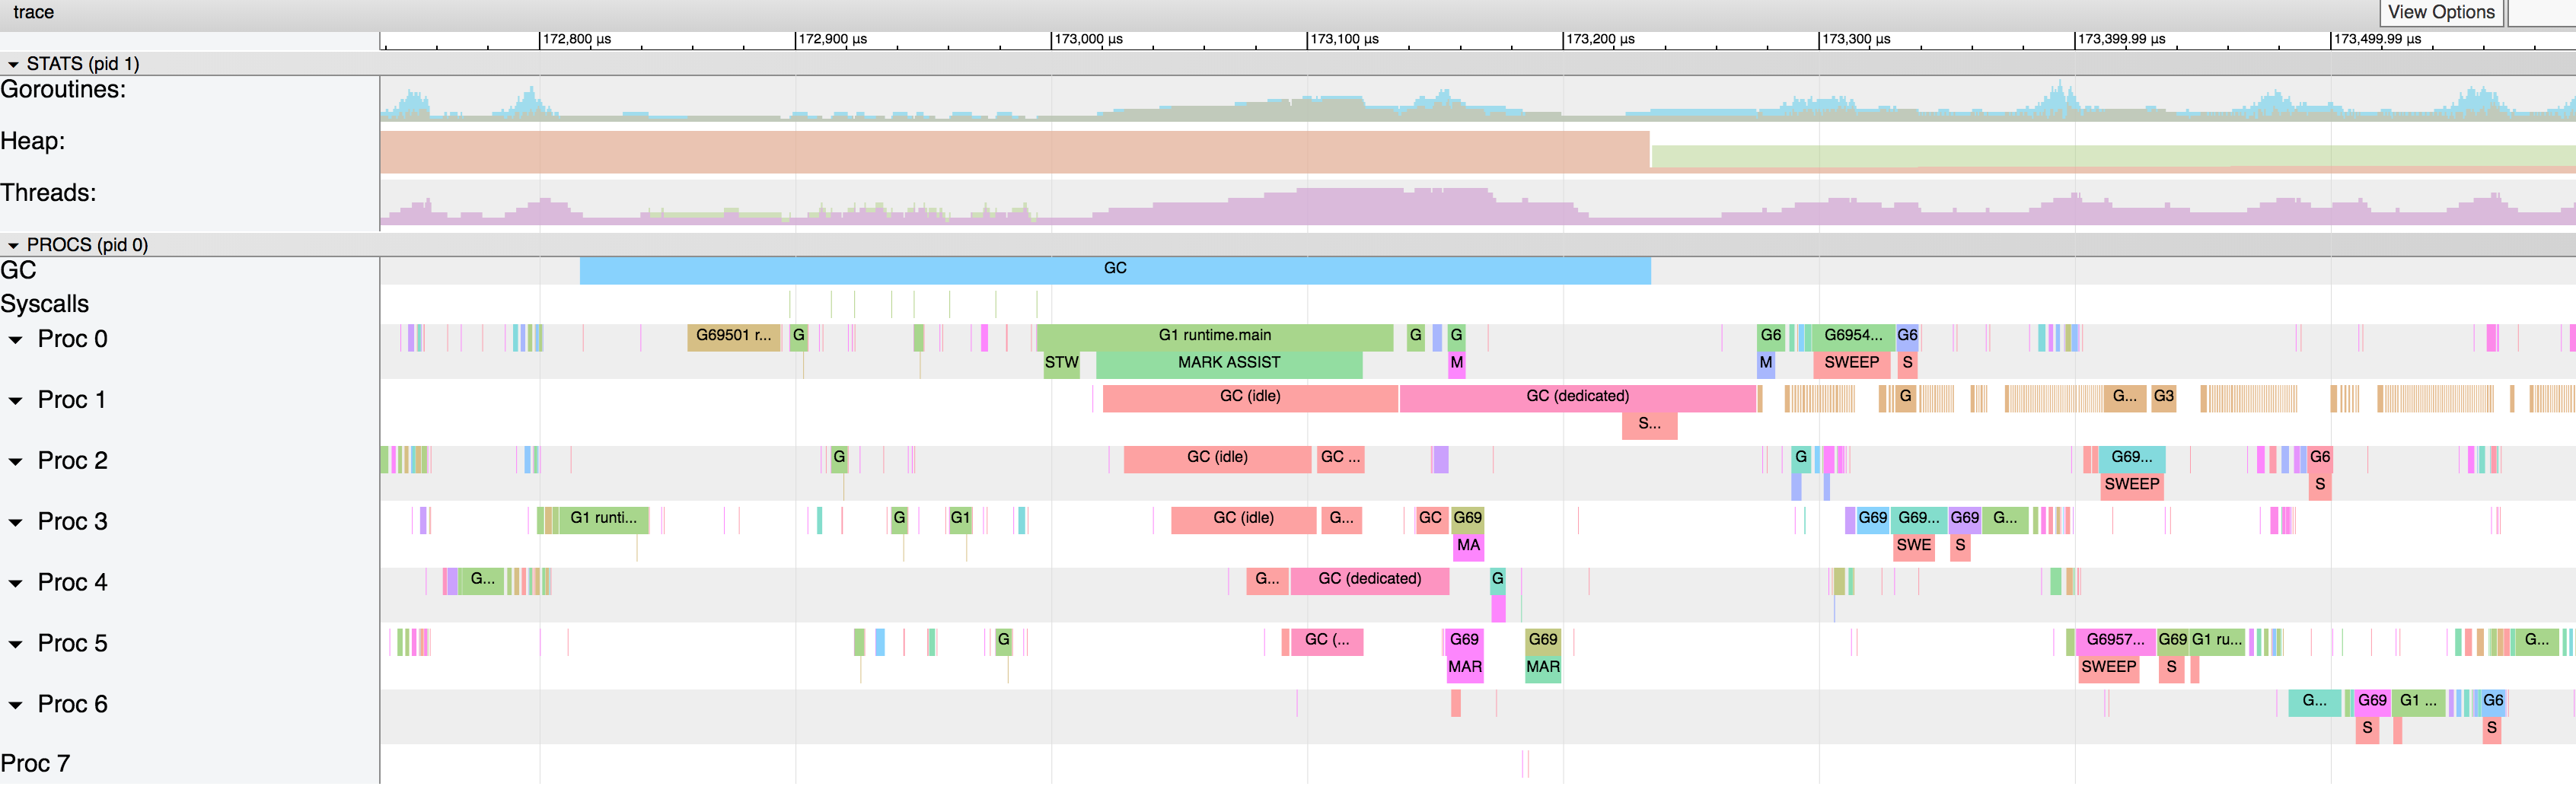 trace
View Options
172,800 µs 172,900 µs 173,000 µs 173,100 µs 173,200 µs 173,300 µs 173,399.99 µs 173,499.99 µs
STATS (pid 1)
Goroutines:
Heap:
Threads:
PROCS (pid 0)
GC GC
Syscalls
Proc 0 G69501 r... G G1 runtime.main G G G6 G6954... G6
STW MARK ASSIST M M SWEEP S
Proc 1 GC (idle) GC (dedicated) G G... G3
S...
Proc 2 G GC (idle) GC ... G G69... G6
SWEEP S
Proc 3 G1 runti... G G1 GC (idle) G... GC G69 G69 G69... G69 G...
MA SWE S
Proc 4 G... G... GC (dedicated) G
Proc 5 G GC (... G69 G69 G6957... G69 G1 ru... G...
MAR MAR SWEEP S
Proc 6 G... G69 G1 ... G6
S S
Proc 7